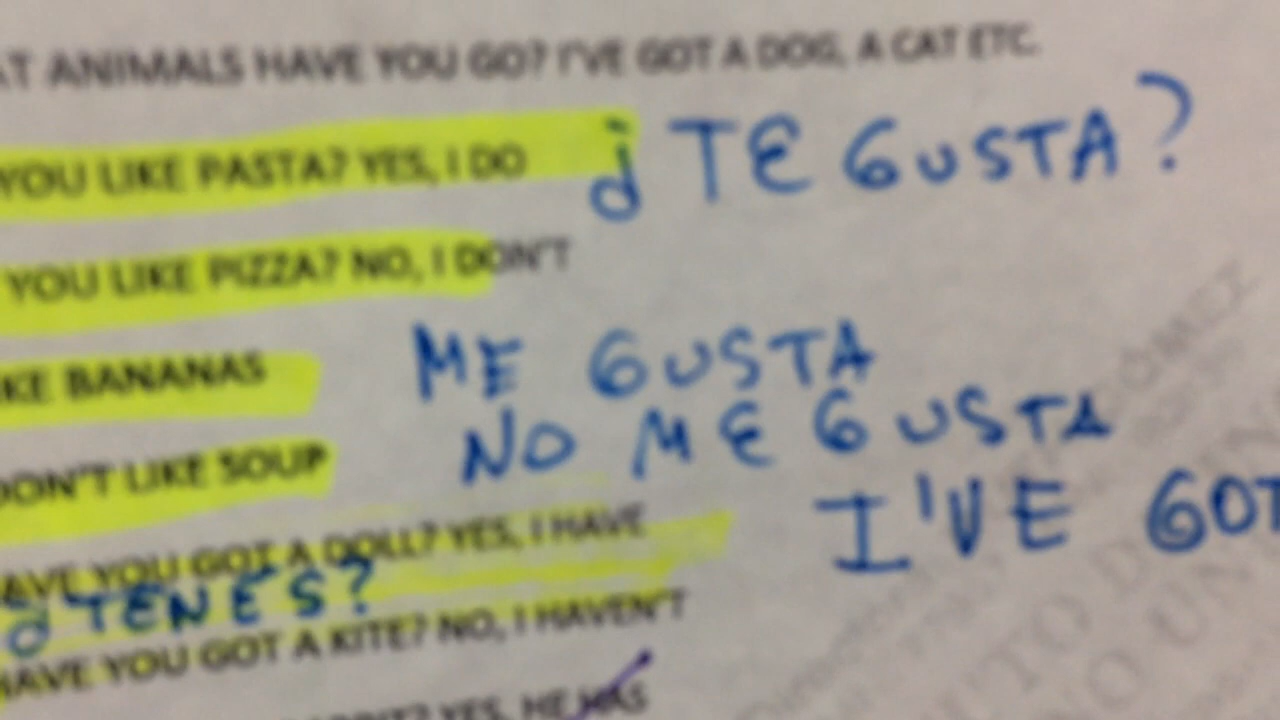 AT ANIMALS HAVE YOU GO? I'VE GOT A DOG, A CAT ETC.
YOU LIKE PASTA? YES, I DO ¿TE GUSTA?
YOU LIKE PIZZA? NO, I DON'T
KE BANANAS ME GUSTA
DON'T LIKE SOUP NO ME GUSTA
I'VE GOT
AVE YOU GOT A DOLL? YES, I HAVE
¿TENES?
HAVE YOU GOT A KITE? NO, I HAVEN'T
YES, HE HAS